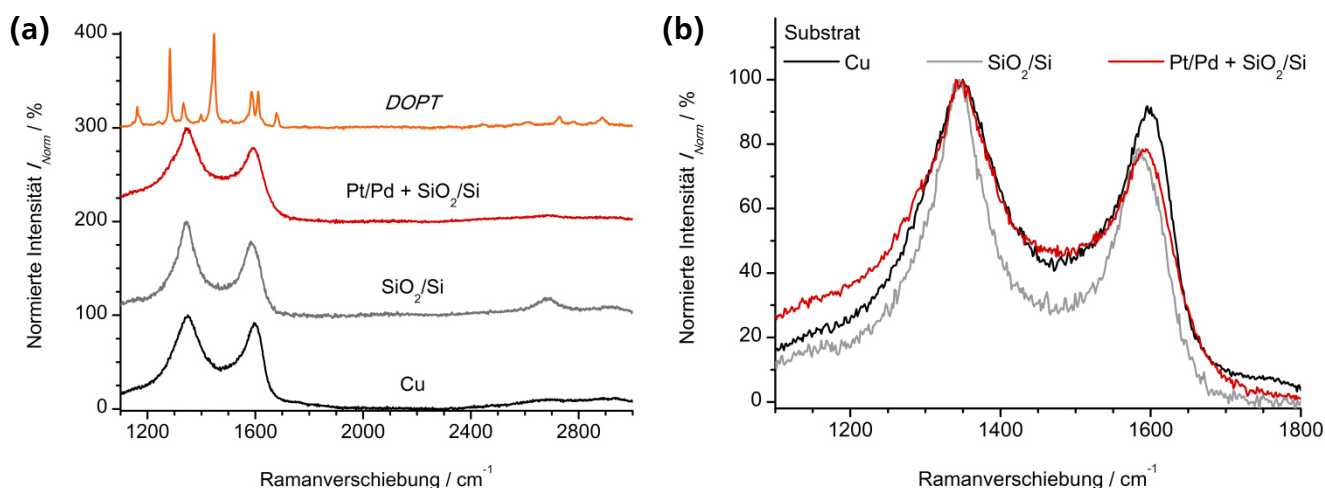 (a)
400
300
200
100
0
Normierte Intensität I_Norm / %
DOPT
Pt/Pd + SiO₂/Si
SiO₂/Si
Cu
1200 1600 2000 2400 2800
Ramanverschiebung / cm⁻¹
(b)
Substrat
Cu SiO₂/Si Pt/Pd + SiO₂/Si
100
80
60
40
20
0
Normierte Intensität I_Norm / %
1200 1400 1600 1800
Ramanverschiebung / cm⁻¹